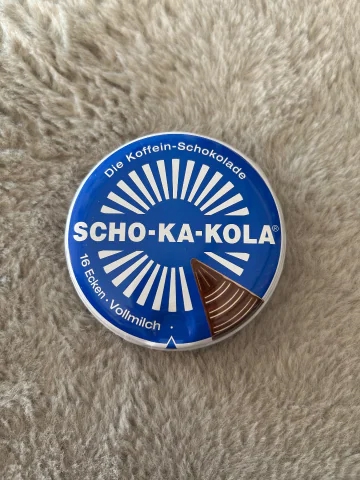 Die Koffein-Schokolade
SCHO-KA-KOLA®
16 Ecken · Vollmilch ·